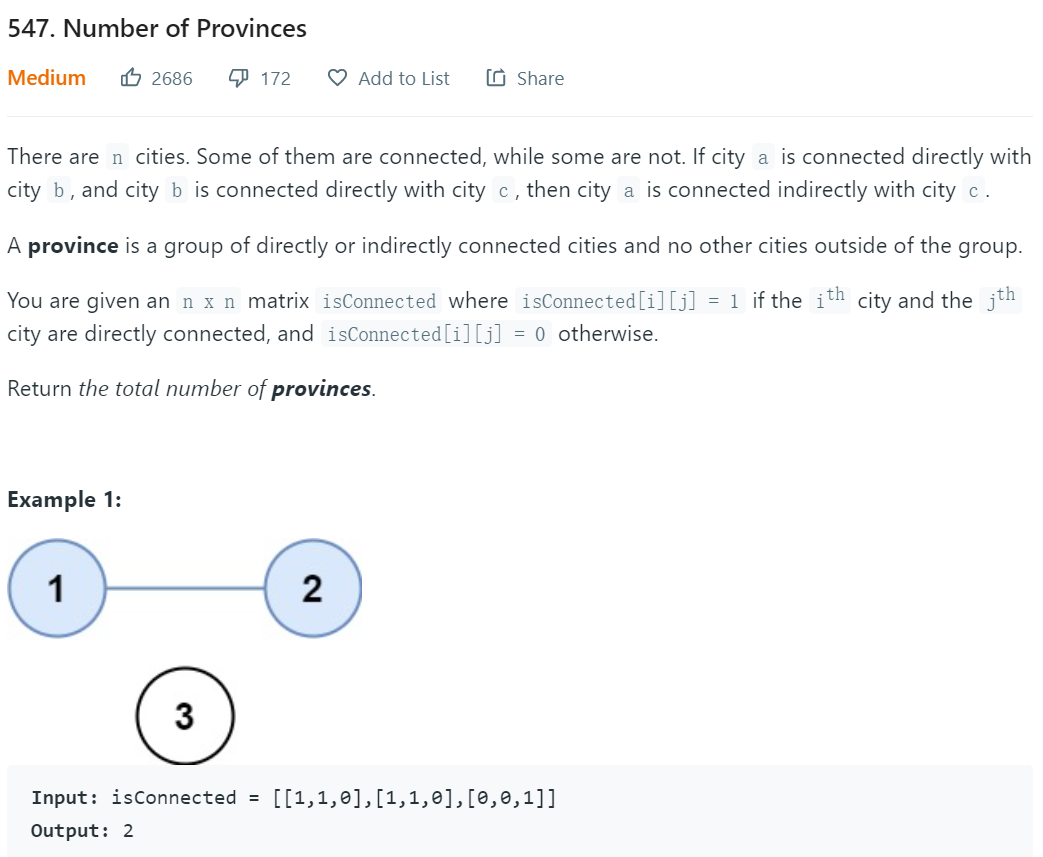 547. Number of Provinces
Medium 2686 172 Add to List Share
There are n cities. Some of them are connected, while some are not. If city a is connected directly with
city b, and city b is connected directly with city c, then city a is connected indirectly with city c.
A province is a group of directly or indirectly connected cities and no other cities outside of the group.
You are given an n x n matrix isConnected where isConnected[i][j] = 1 if the ith city and the jth
city are directly connected, and isConnected[i][j] = 0 otherwise.
Return the total number of provinces.
Example 1:
1 2
3
Input: isConnected = [[1,1,0],[1,1,0],[0,0,1]]
Output: 2